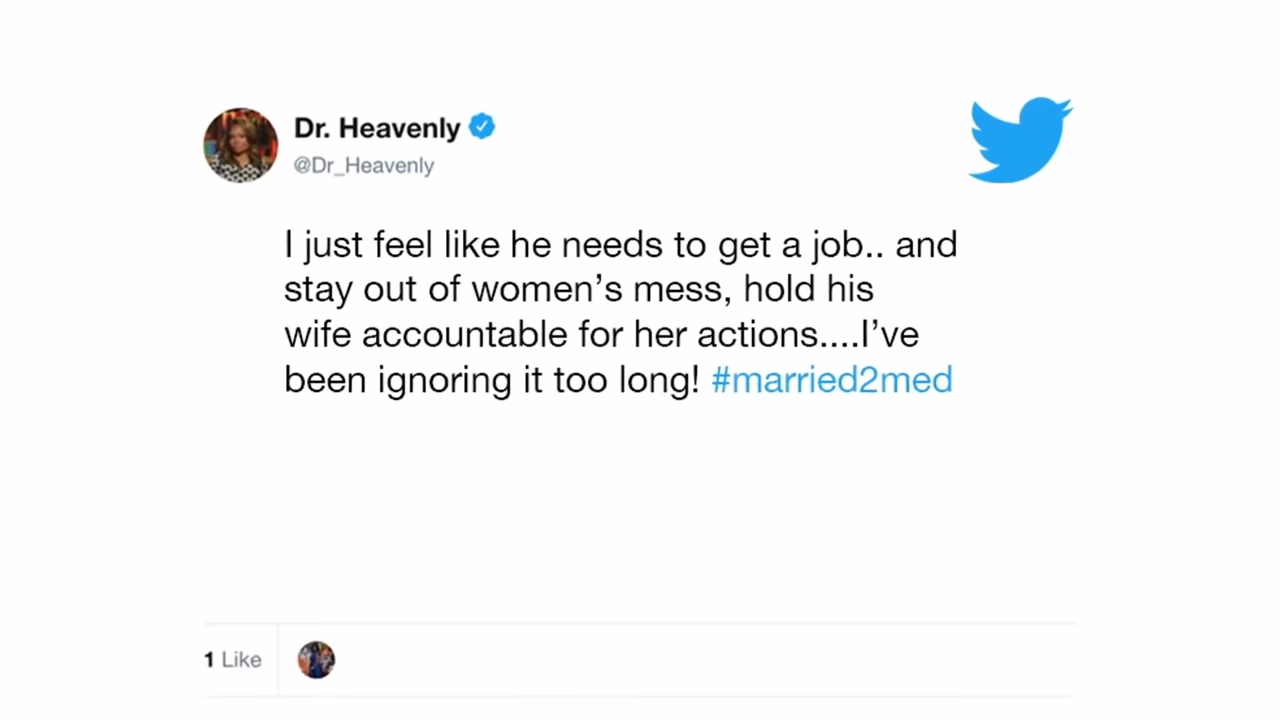 Dr. Heavenly
@Dr_Heavenly
I just feel like he needs to get a job.. and
stay out of women’s mess, hold his
wife accountable for her actions....I’ve
been ignoring it too long! #married2med
1 Like